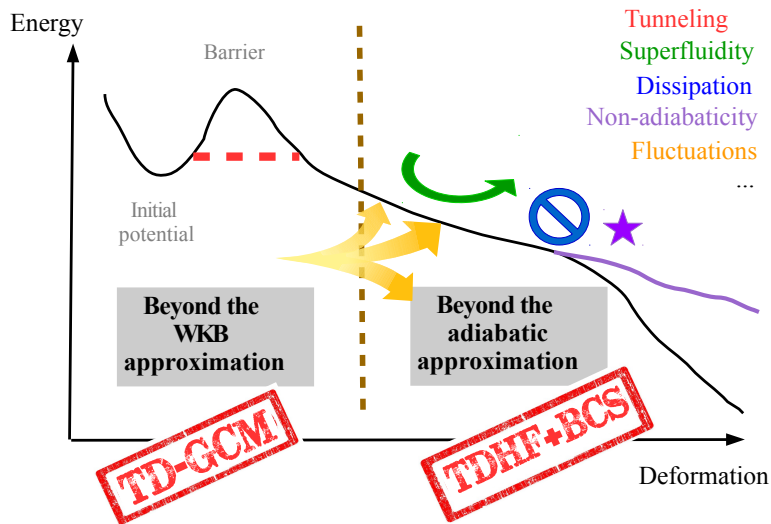 Energy
Tunneling
Superfluidity
Dissipation
Non-adiabaticity
Fluctuations
...
Barrier
Initial
potential
Beyond the
WKB
approximation
Beyond the
adiabatic
approximation
TD-GCM
TDHF+BCS
Deformation